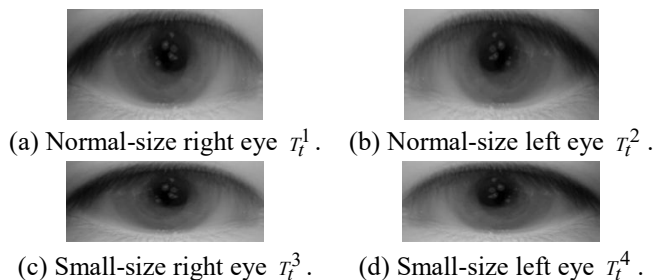 (a) Normal-size right eye $T_t^1$. (b) Normal-size left eye $T_t^2$.
(c) Small-size right eye $T_t^3$. (d) Small-size left eye $T_t^4$.